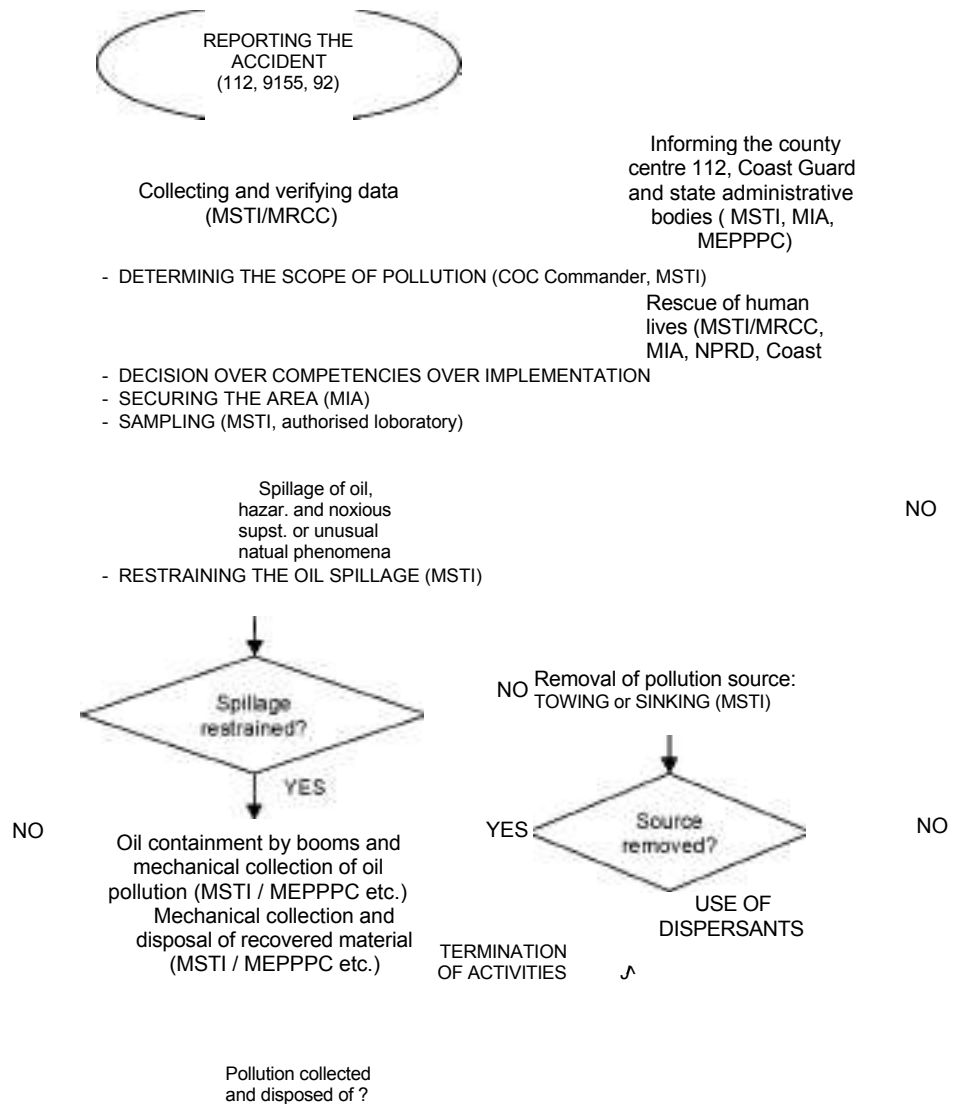 REPORTING THE
ACCIDENT
(112, 9155, 92)
Informing the county
centre 112, Coast Guard
and state administrative
bodies ( MSTI, MIA,
MEPPPC)
Collecting and verifying data
(MSTI/MRCC)
- DETERMINIG THE SCOPE OF POLLUTION (COC Commander, MSTI)
Rescue of human
lives (MSTI/MRCC,
MIA, NPRD, Coast
- DECISION OVER COMPETENCIES OVER IMPLEMENTATION
- SECURING THE AREA (MIA)
- SAMPLING (MSTI, authorised loboratory)
Spillage of oil,
hazar. and noxious
supst. or unusual
natual phenomena
NO
- RESTRAINING THE OIL SPILLAGE (MSTI)
Spillage
restrained?
NO
Removal of pollution source:
TOWING or SINKING (MSTI)
YES
NO
Oil containment by booms and
mechanical collection of oil
pollution (MSTI / MEPPPC etc.)
Mechanical collection and
disposal of recovered material
(MSTI / MEPPPC etc.)
YES
Source
removed?
NO
USE OF
DISPERSANTS
TERMINATION
OF ACTIVITIES
Pollution collected
and disposed of ?